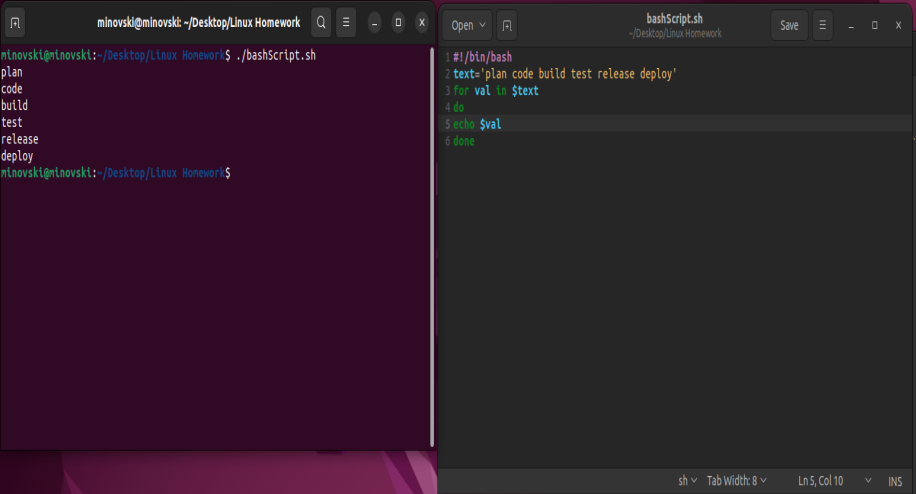 minovski@minovski: ~/Desktop/Linux Homework
minovski@minovski:~/Desktop/Linux Homework$ ./bashScript.sh
plan
code
build
test
release
deploy
minovski@minovski:~/Desktop/Linux Homework$
Open
bashScript.sh
~/Desktop/Linux Homework
Save
1 #!/bin/bash
2 text='plan code build test release deploy'
3 for val in $text
4 do
5 echo $val
6 done
sh Tab Width: 8 Ln 5, Col 10 INS